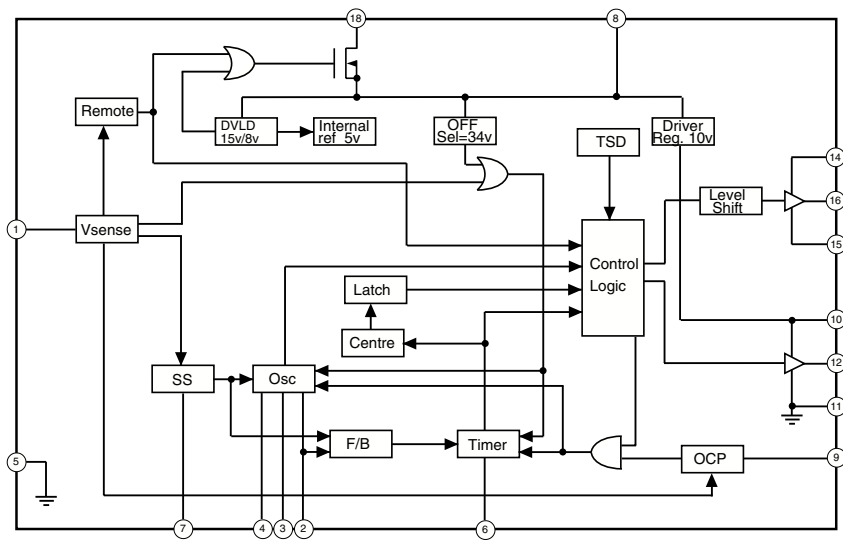 18
8
Remote
DVLD
15v/8v
Internal
ref 5v
OFF
Sel=34v
TSD
Driver
Reg. 10v
14
Level
Shift
16
1
Vsense
15
Control
Logic
Latch
Centre
10
12
SS
Osc
11
F/B
Timer
OCP
9
5
7
4
3
2
6